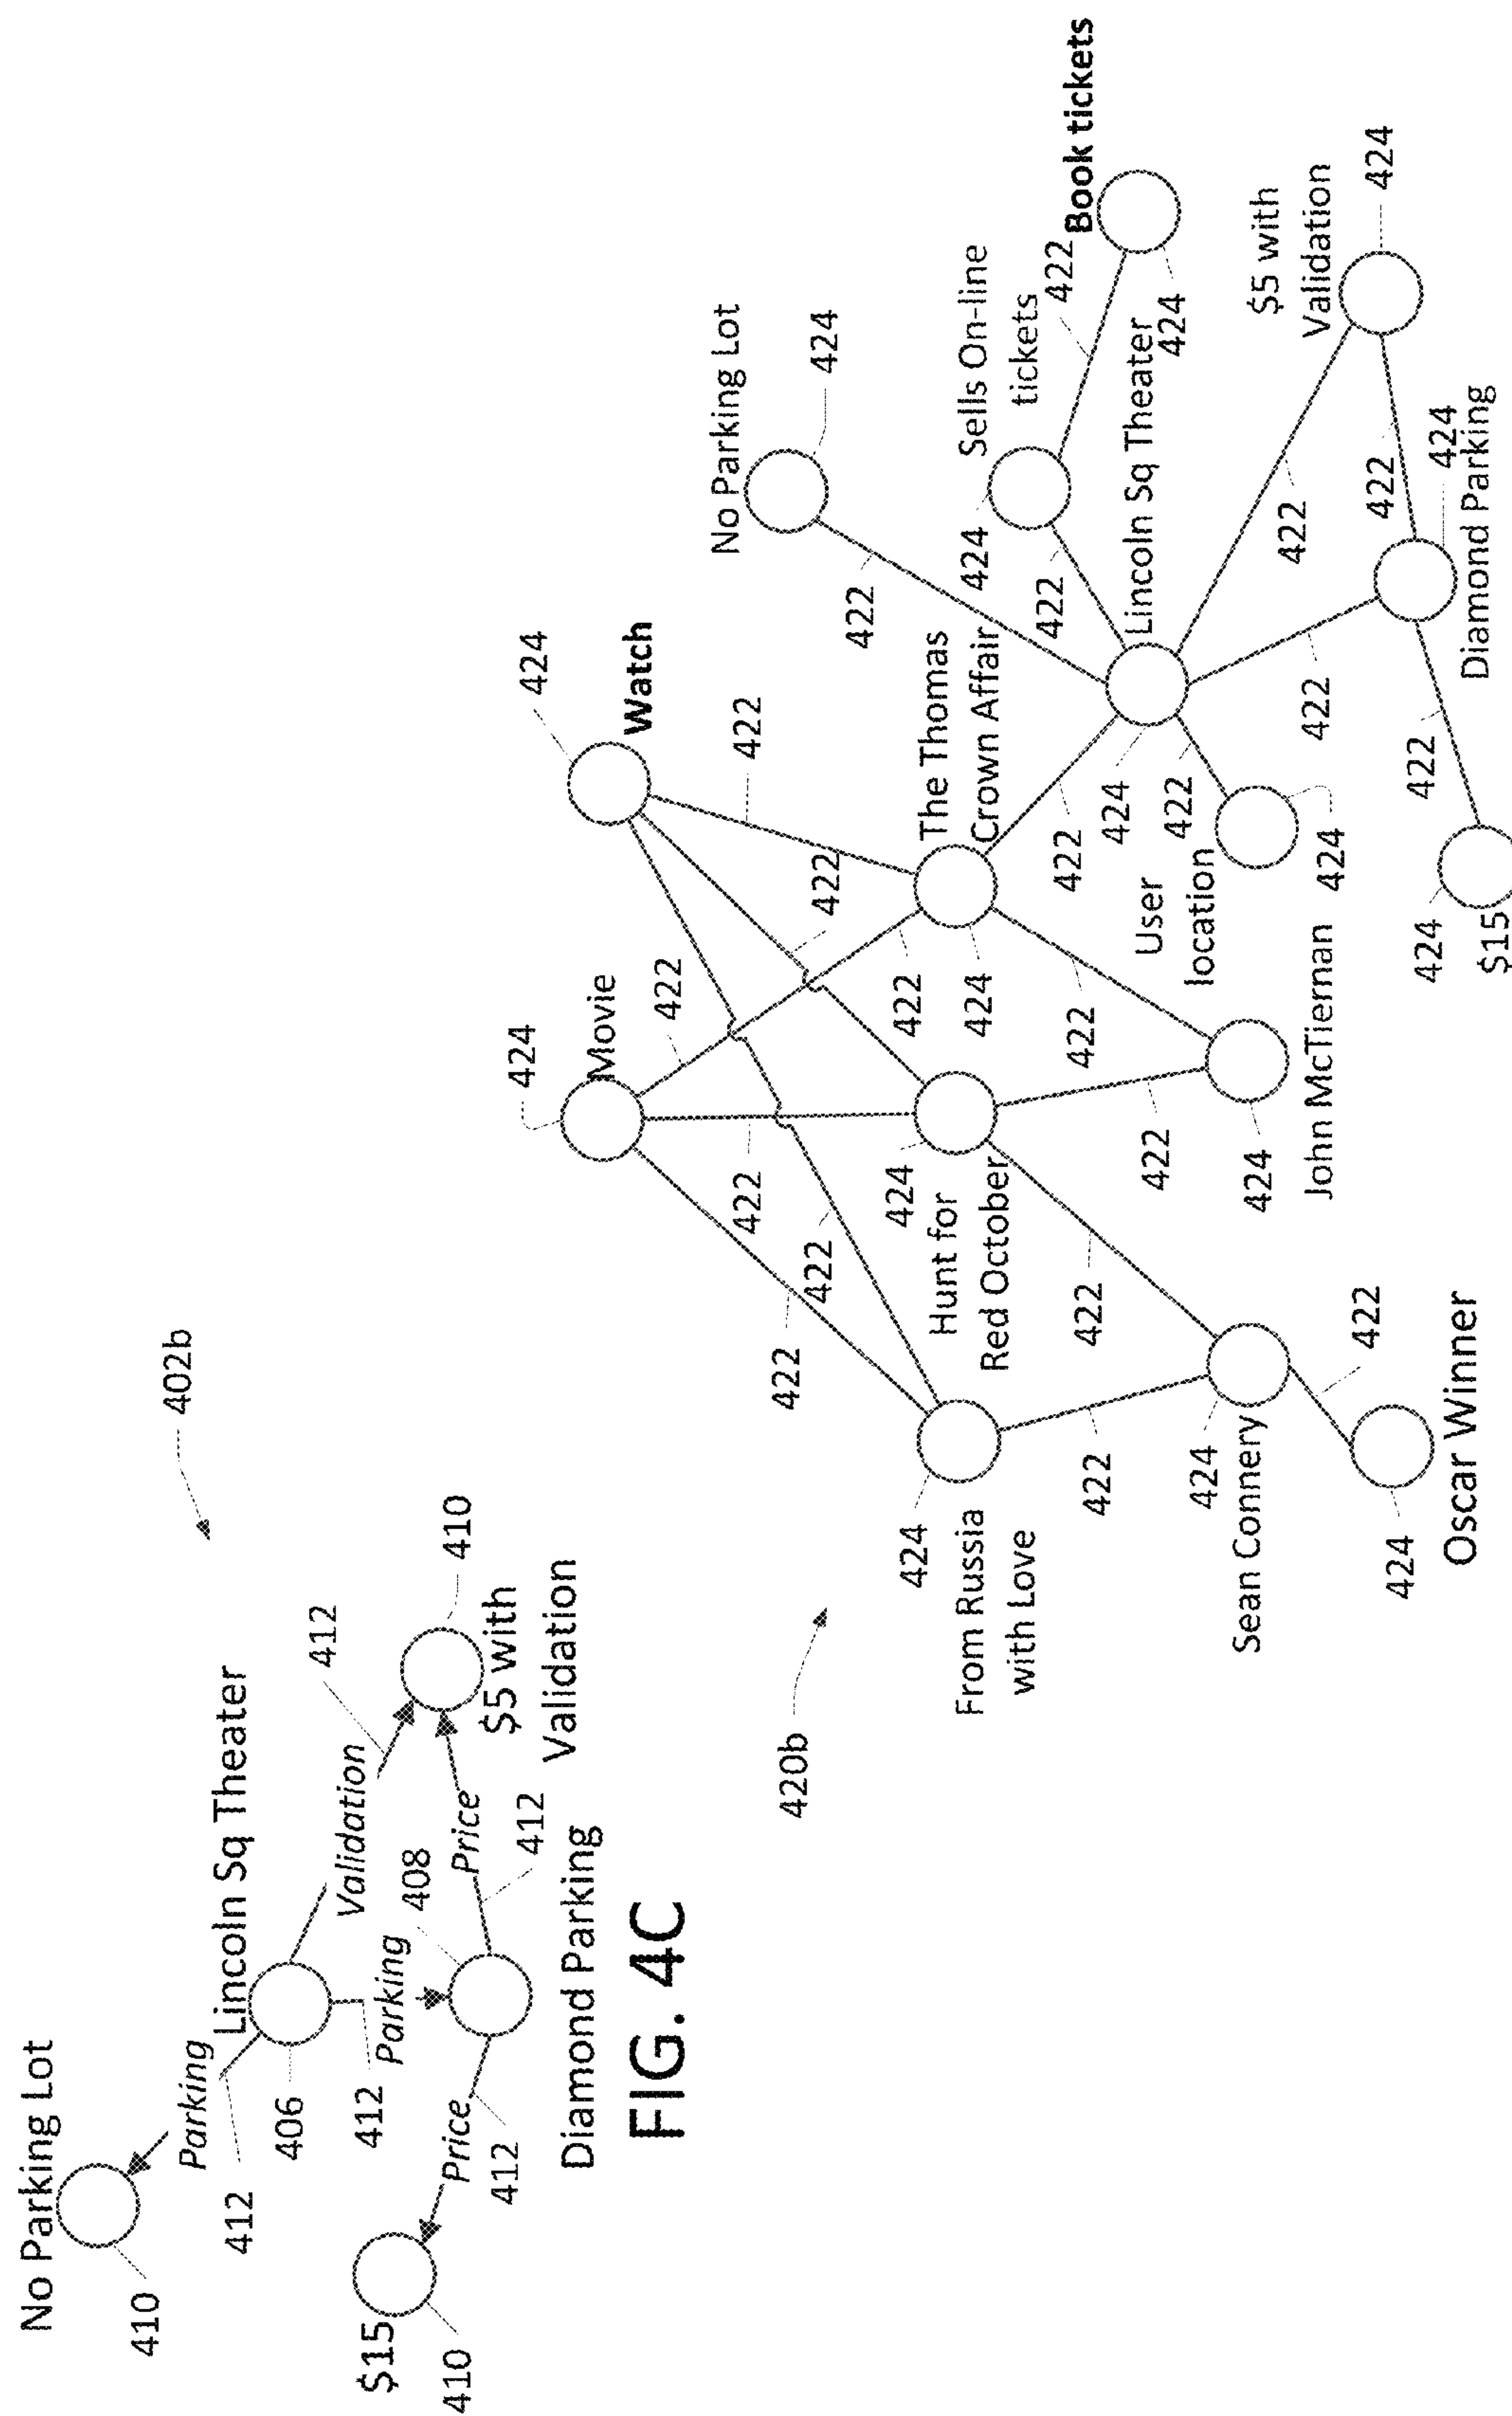 No Parking Lot
410
Parking
412
Lincoln Sq Theater
406
412
Parking
Validation
412
402b
$15
410
Price
412
408
Price
412
410
$5 with
Validation
Diamond Parking
FIG. 4C
420b
424
Movie
424
Watch
422
422
422
422
422
422
422
No Parking Lot
424
422
424
From Russia
with Love
424
Hunt for
Red October
422
424
The Thomas
Crown Affair
424
Sells On-line
tickets
422
422
Book tickets
424
422
422
422
422
422
422
424
Lincoln Sq Theater
424
Sean Connery
424
John McTiernan
User
location
422
424
422
422
$5 with
Validation
424
422
424
Oscar Winner
424
$15
422
422
424
Diamond Parking